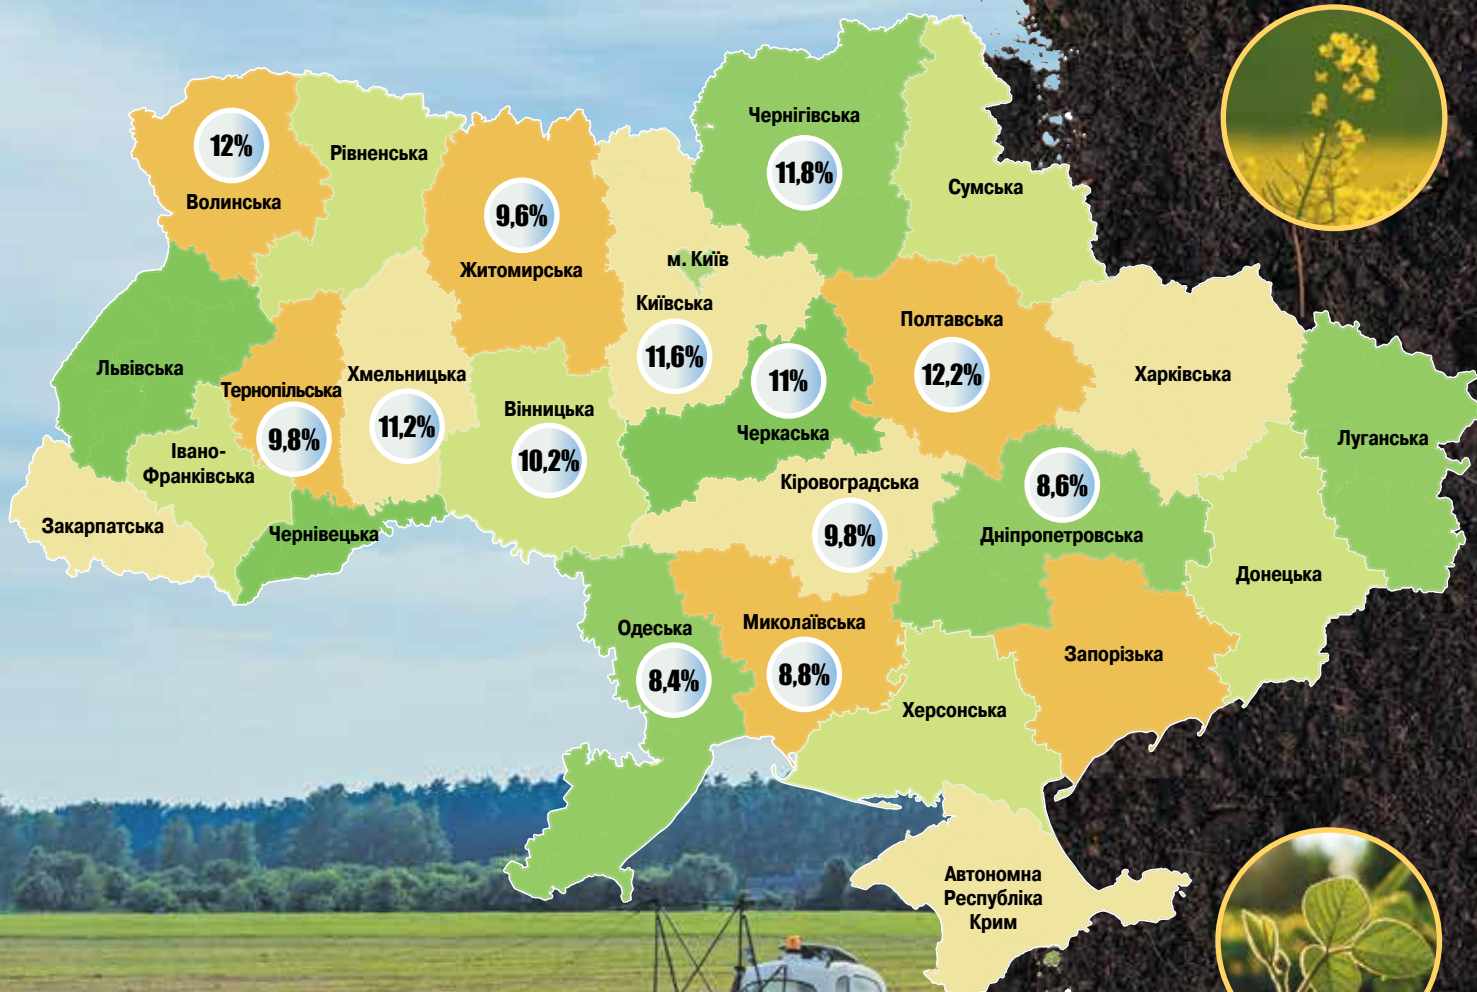 Чернігівська
11,8%
12%
Волинська
Рівненська
Сумська
9,6%
Житомирська
м. Київ
Київська
11,6%
Полтавська
12,2%
Львівська
Тернопільська
9,8%
Хмельницька
11,2%
Вінницька
10,2%
11%
Черкаська
Харківська
Луганська
Івано-
Франківська
Закарпатська
Чернівецька
Кіровоградська
9,8%
8,6%
Дніпропетровська
Донецька
Одеська
8,4%
Миколаївська
8,8%
Запорізька
Херсонська
Автономна
Республіка
Крим